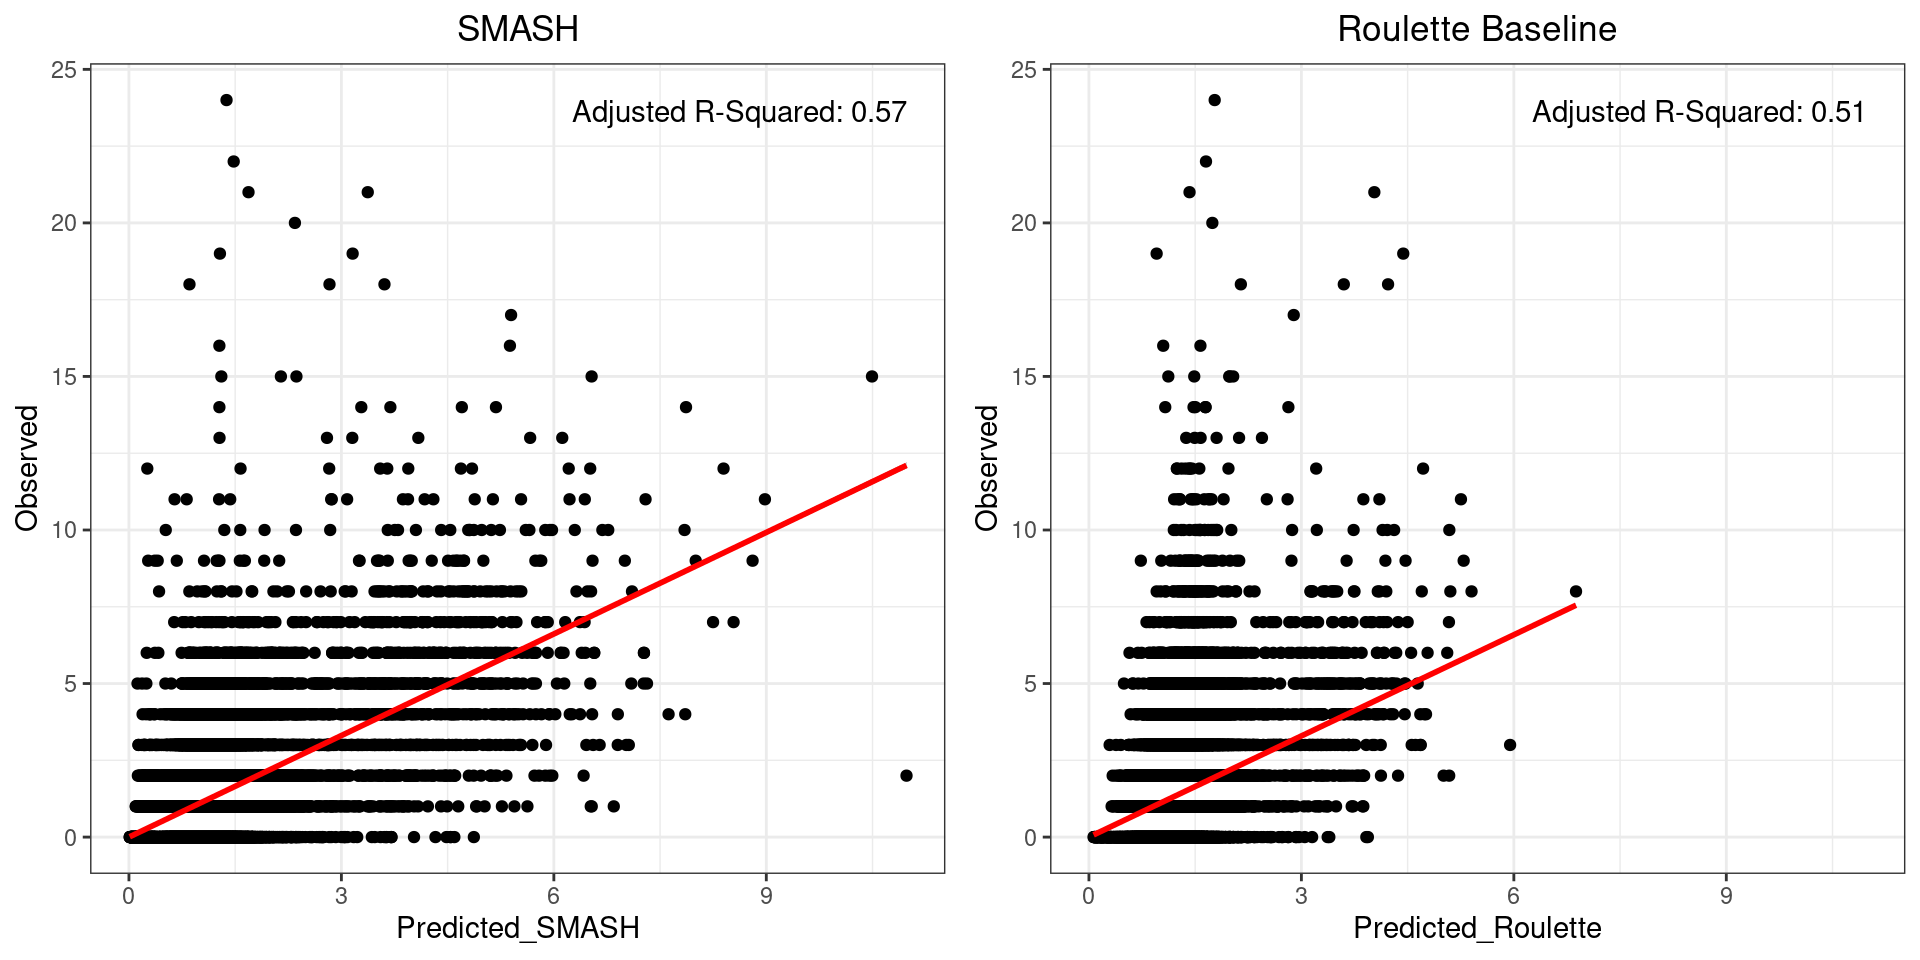 SMASH
Adjusted R-Squared: 0.57
Observed
25
20
15
10
5
0
0 3 6 9
Predicted_SMASH
Roulette Baseline
Adjusted R-Squared: 0.51
Observed
25
20
15
10
5
0
0 3 6 9
Predicted_Roulette